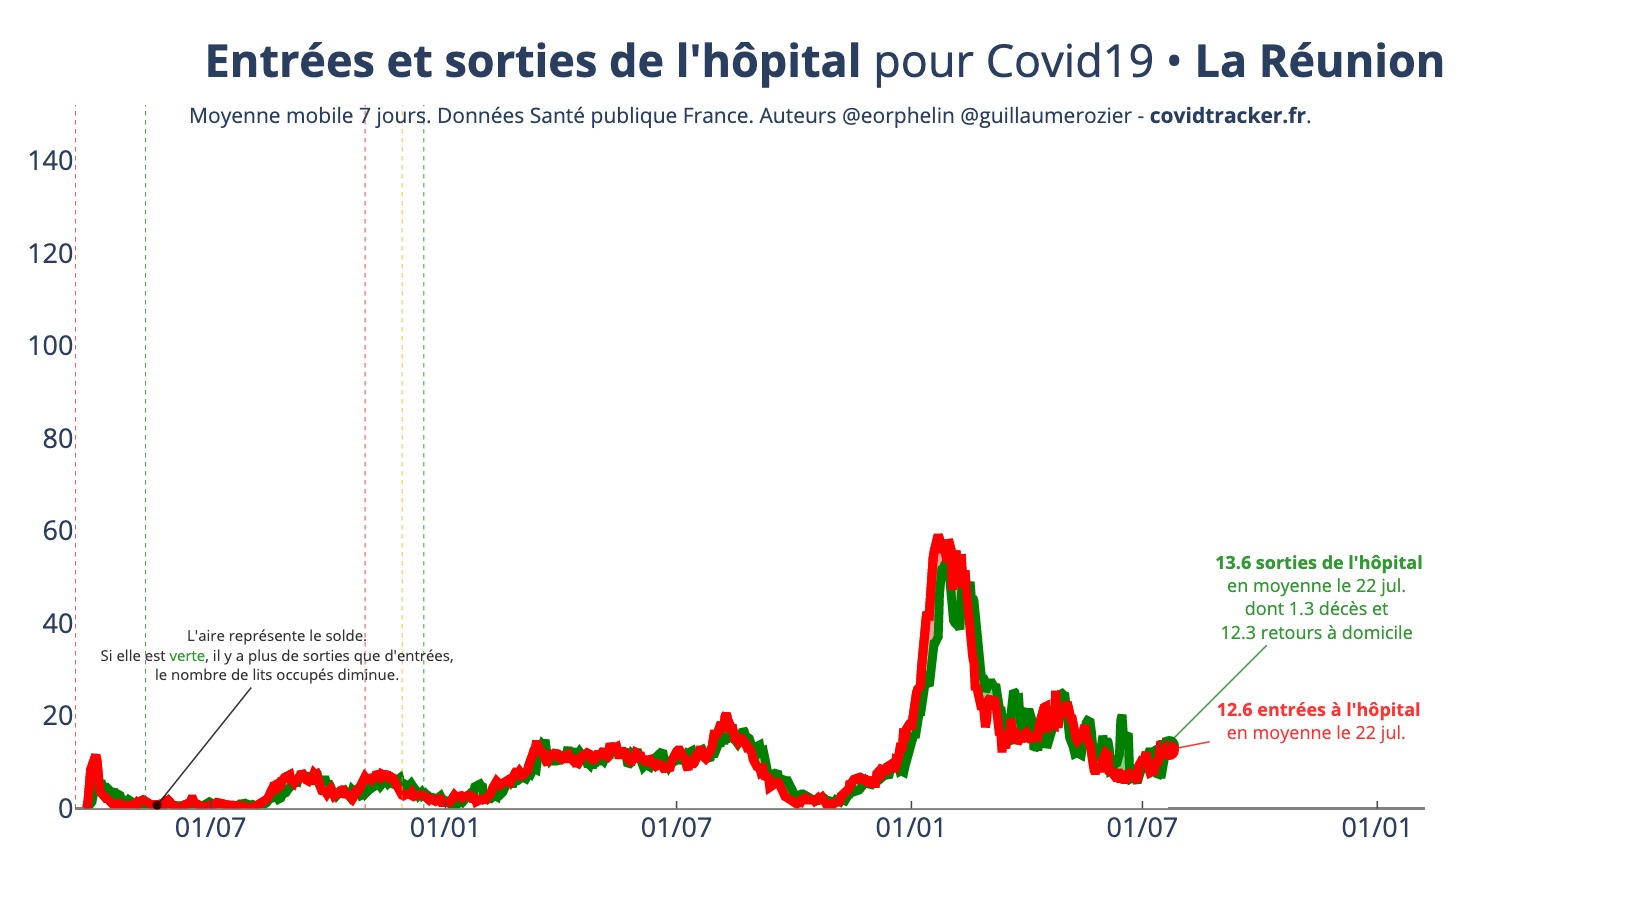 Entrées et sorties de l'hôpital pour Covid19 • La Réunion
Moyenne mobile 7 jours. Données Santé publique France. Auteurs @eorphelin @guillaumerozier - covidtracker.fr.
140
120
100
80
60
40
20
0
13.6 sorties de l'hôpital
en moyenne le 22 jul.
dont 1.3 décès et
12.3 retours à domicile
L'aire représente le solde.
Si elle est verte, il y a plus de sorties que d'entrées,
le nombre de lits occupés diminue.
12.6 entrées à l'hôpital
en moyenne le 22 jul.
01/07 01/01 01/07 01/01 01/07 01/01